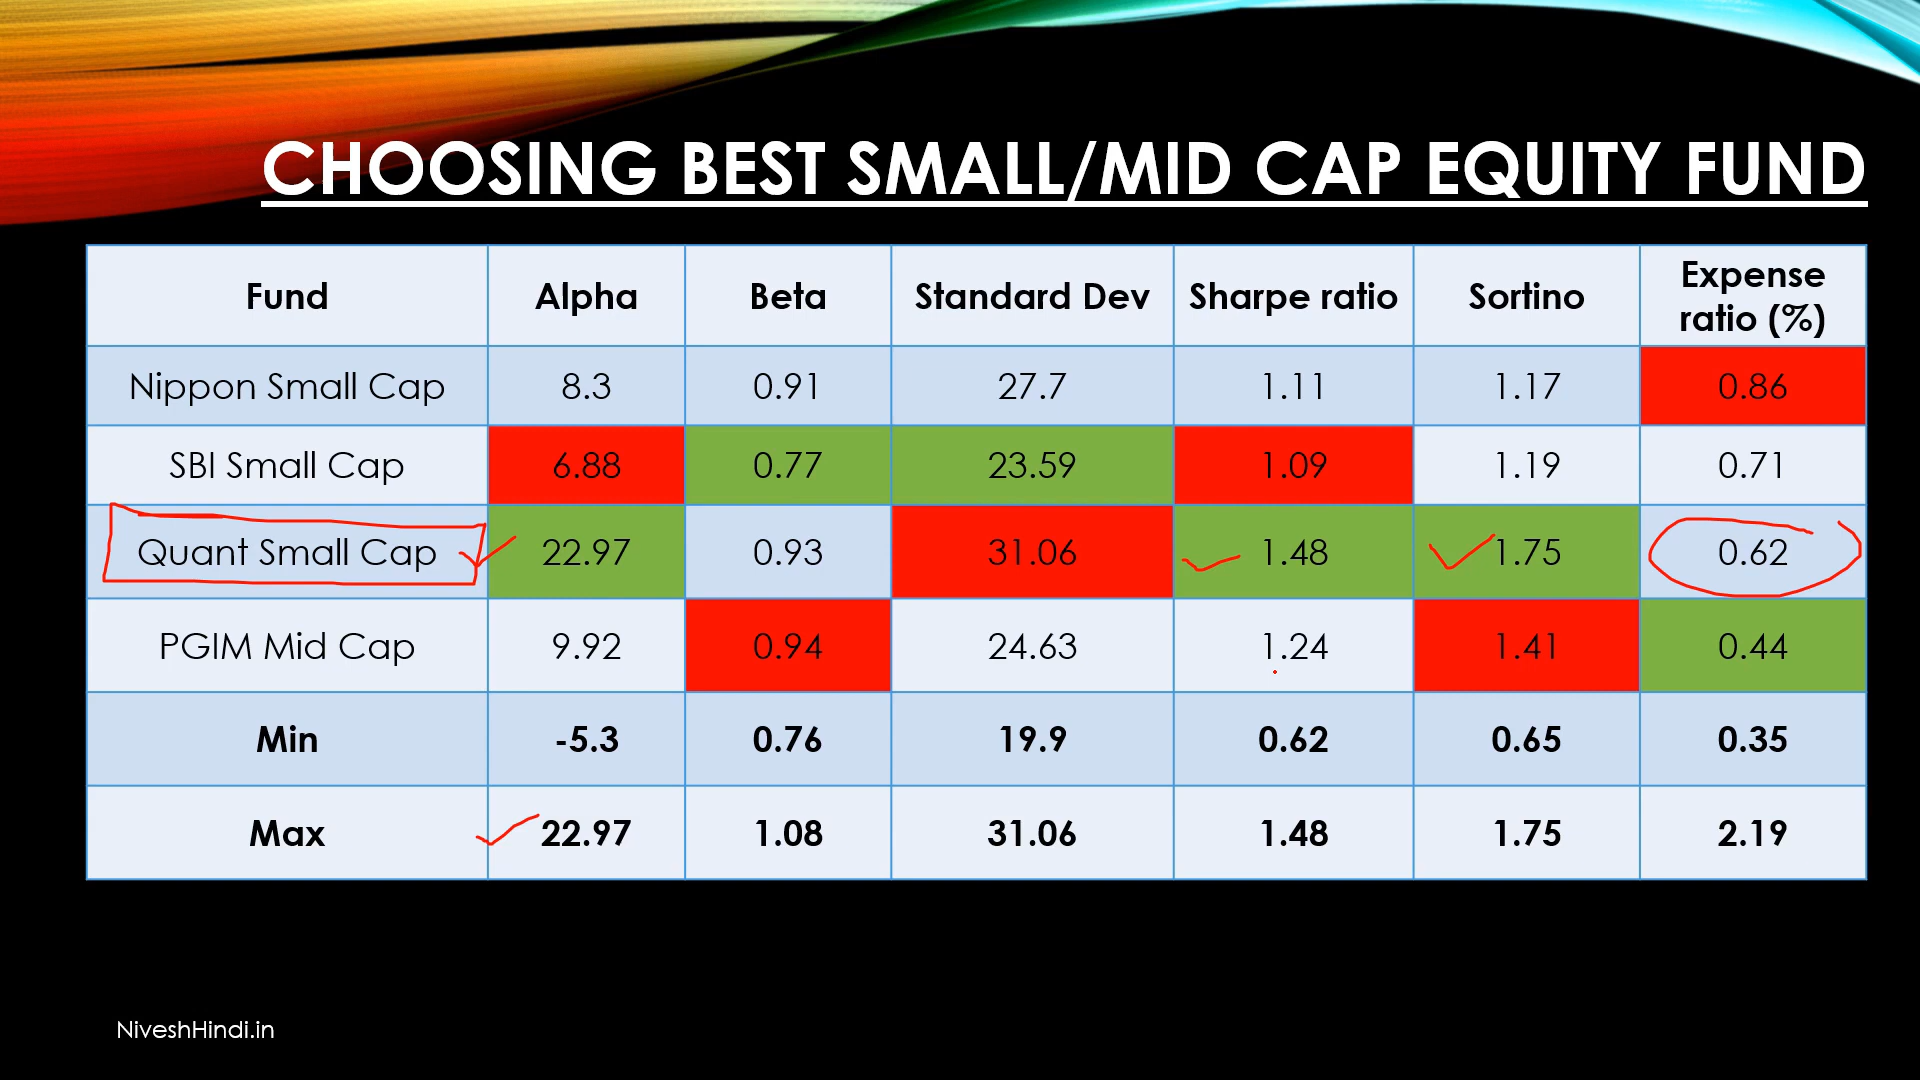 CHOOSING BEST SMALL/MID CAP EQUITY FUND
Fund Alpha Beta Standard Dev Sharpe ratio Sortino Expense ratio (%)
Nippon Small Cap 8.3 0.91 27.7 1.11 1.17 0.86
SBI Small Cap 6.88 0.77 23.59 1.09 1.19 0.71
Quant Small Cap 22.97 0.93 31.06 1.48 1.75 0.62
PGIM Mid Cap 9.92 0.94 24.63 1.24 1.41 0.44
Min -5.3 0.76 19.9 0.62 0.65 0.35
Max 22.97 1.08 31.06 1.48 1.75 2.19
NiveshHindi.in